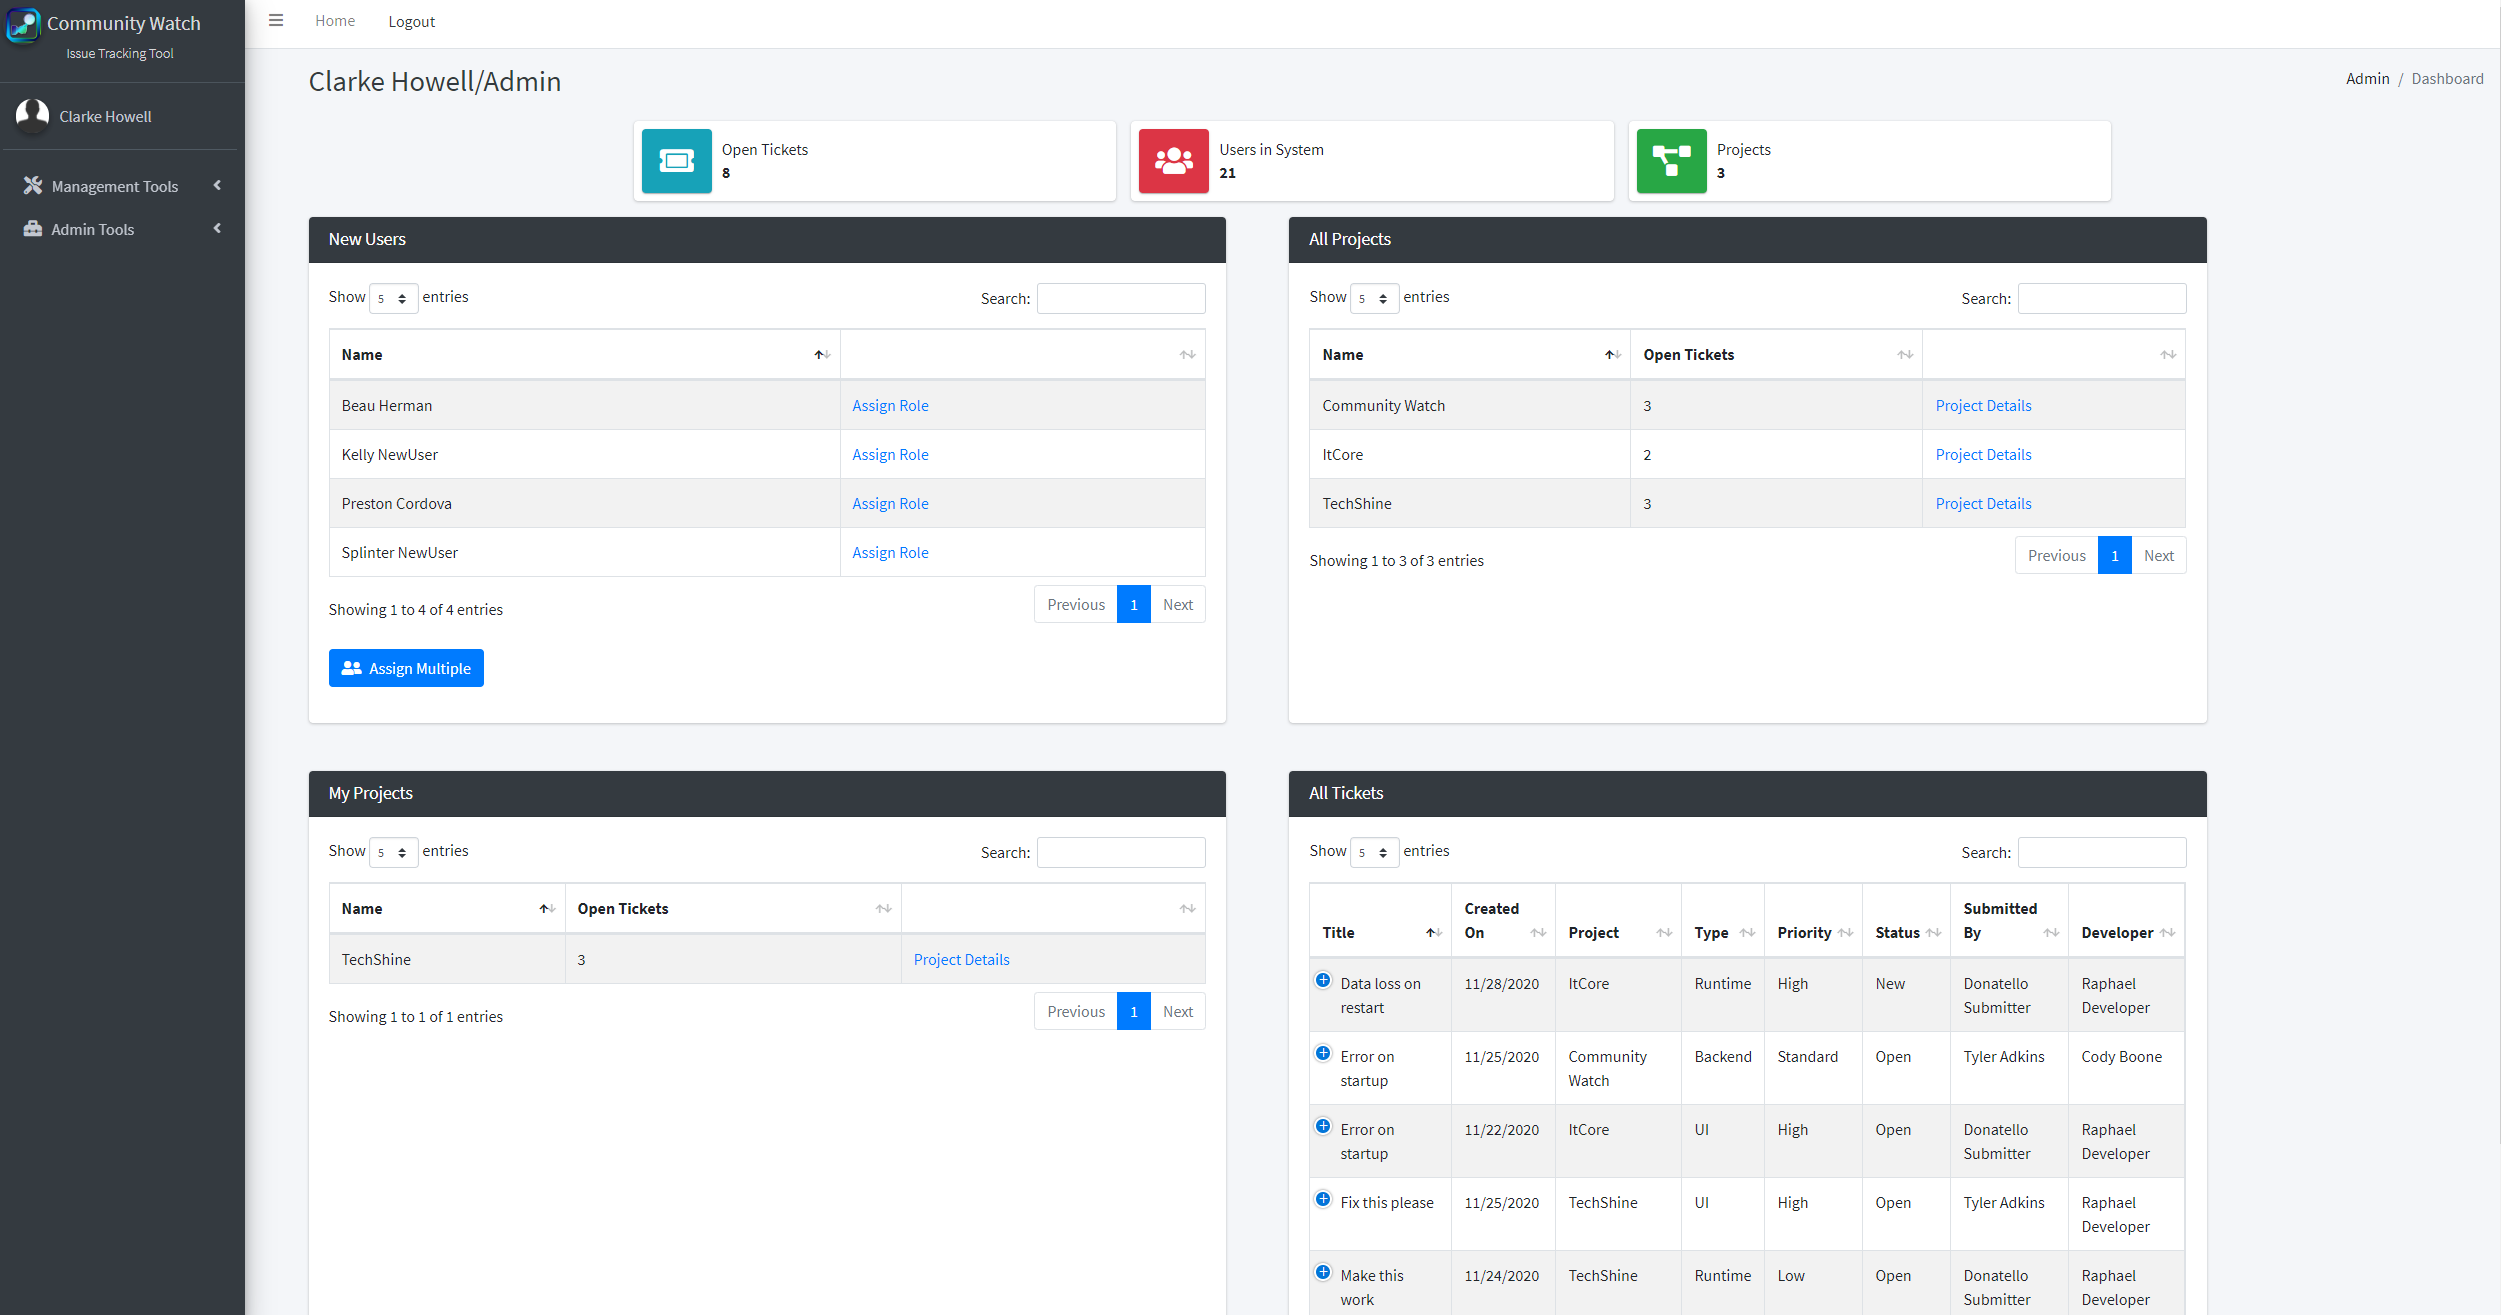 Community Watch
Issue Tracking Tool
Clarke Howell
Management Tools
Admin Tools
Home Logout
Clarke Howell/Admin
Admin / Dashboard
Open Tickets
8
Users in System
21
Projects
3
New Users
Show 5 entries Search:
Name
Beau Herman Assign Role
Kelly NewUser Assign Role
Preston Cordova Assign Role
Splinter NewUser Assign Role
Showing 1 to 4 of 4 entries Previous 1 Next
Assign Multiple
All Projects
Show 5 entries Search:
Name Open Tickets
Community Watch 3 Project Details
ItCore 2 Project Details
TechShine 3 Project Details
Showing 1 to 3 of 3 entries Previous 1 Next
My Projects
Show 5 entries Search:
Name Open Tickets
TechShine 3 Project Details
Showing 1 to 1 of 1 entries Previous 1 Next
All Tickets
Show 5 entries Search:
Created Submitted
Title On Project Type Priority Status By Developer
Data loss on 11/28/2020 ItCore Runtime High New Donatello Raphael
restart Submitter Developer
Error on 11/25/2020 Community Backend Standard Open Tyler Adkins Cody Boone
startup Watch
Error on 11/22/2020 ItCore UI High Open Donatello Raphael
startup Submitter Developer
Fix this please 11/25/2020 TechShine UI High Open Tyler Adkins Raphael
Developer
Make this 11/24/2020 TechShine Runtime Low Open Donatello Raphael
work Submitter Developer